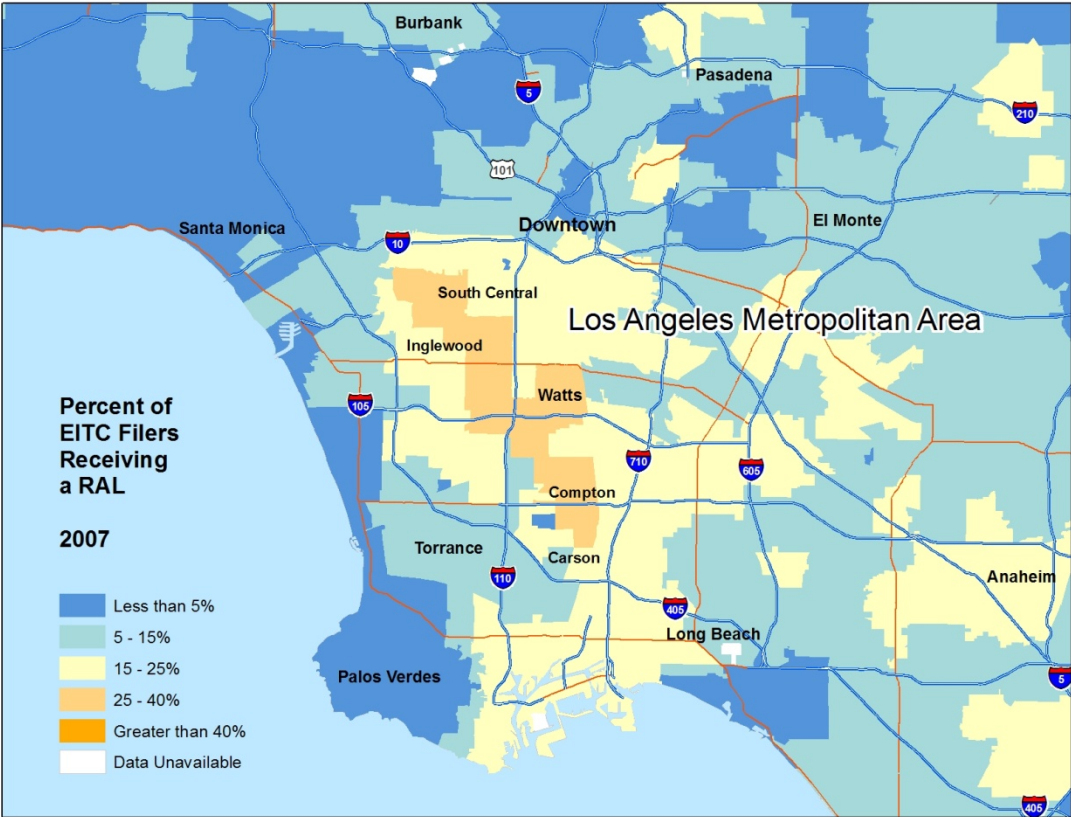 Burbank
Pasadena
5
210
101
Santa Monica
Downtown
El Monte
10
South Central
Los Angeles Metropolitan Area
Inglewood
Watts
105
710
605
Compton
Torrance
Carson
110
Anaheim
405
Long Beach
Palos Verdes
5
405
Percent of
EITC Filers
Receiving
a RAL
2007
Less than 5%
5 - 15%
15 - 25%
25 - 40%
Greater than 40%
Data Unavailable